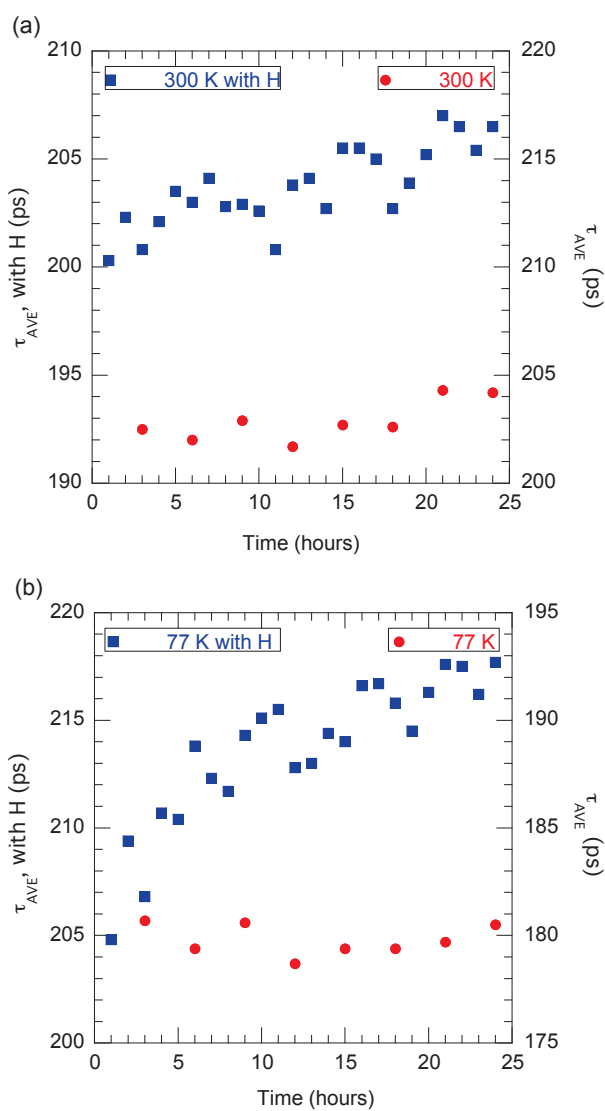 (a)
210
220
300 K with H
300 K
205
215
200
210
195
205
190
200
0 5 10 15 20 25
τAVE, with H (ps)
τAVE (ps)
Time (hours)
(b)
220
195
77 K with H
77 K
215
190
210
185
205
180
200
175
0 5 10 15 20 25
τAVE, with H (ps)
τAVE (ps)
Time (hours)